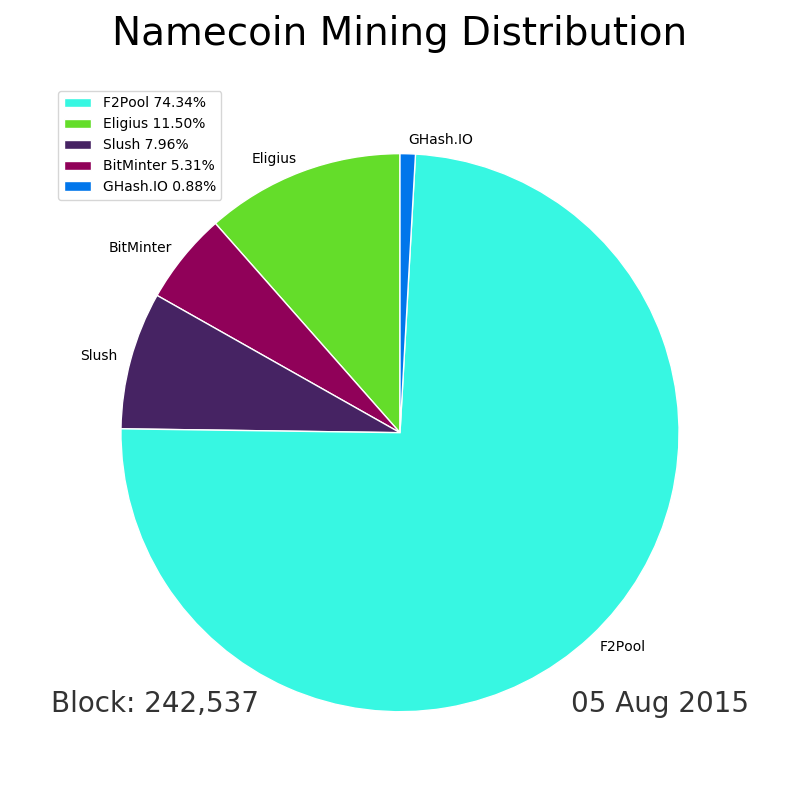 Namecoin Mining Distribution
F2Pool 74.34%
Eligius 11.50%
Slush 7.96%
BitMinter 5.31%
GHash.IO 0.88%
GHash.IO
Eligius
BitMinter
Slush
F2Pool
Block: 242,537
05 Aug 2015